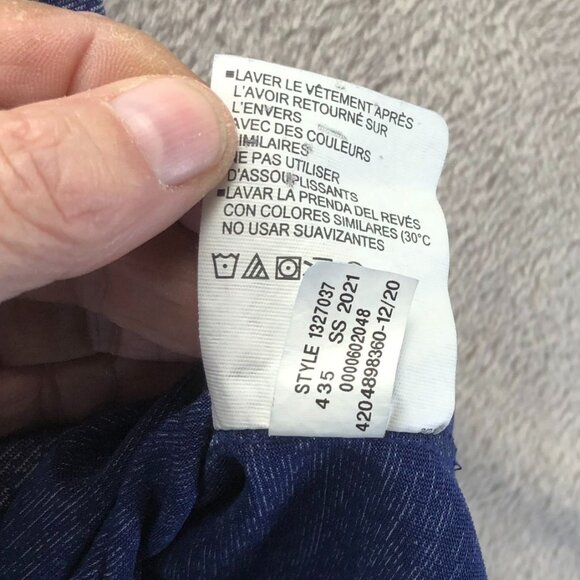 ■LAVER LE VÊTEMENT APRÈS
L'AVOIR RETOURNÉ SUR
L'ENVERS
AVEC DES COULEURS
SIMILAIRES
NE PAS UTILISER
D'ASSOUPLISSANTS
■LAVAR LA PRENDA DEL REVÉS
CON COLORES SIMILARES (30°C
NO USAR SUAVIZANTES
STYLE 1327037
435 SS 2021
0000602048
4204898360-12/20